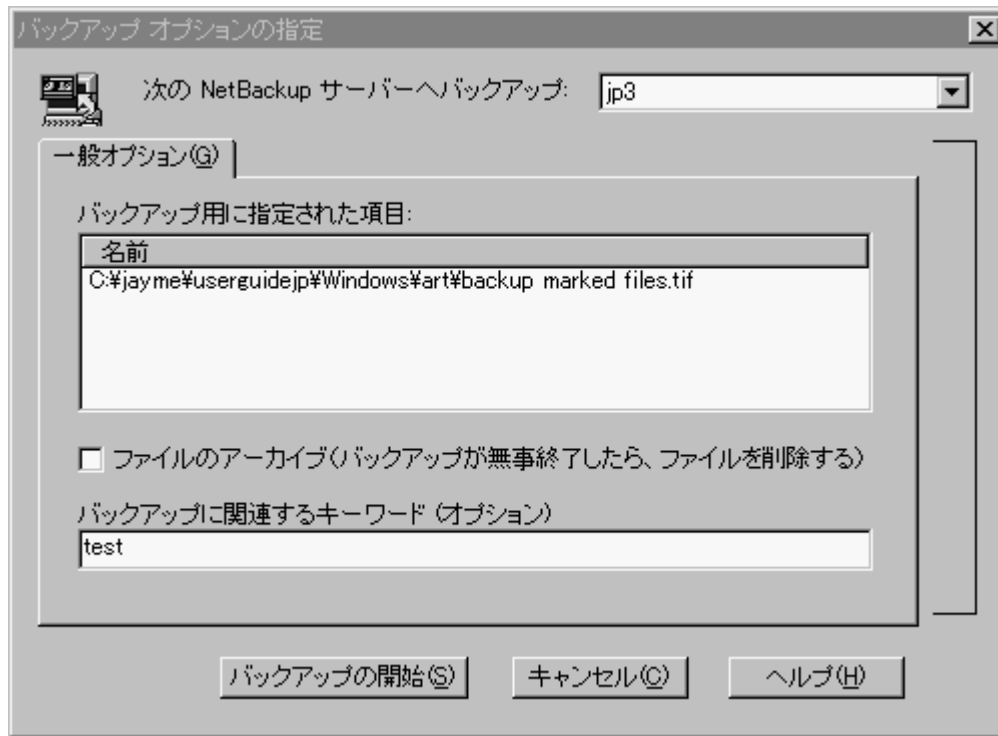 バックアップ オプションの指定
次の NetBackup サーバーへバックアップ:
jp3
一般オプション(G)
バックアップ用に指定された項目:
名前
C:¥jayme¥userguidejp¥Windows¥art¥backup marked files.tif
ファイルのアーカイブ(バックアップが無事終了したら、ファイルを削除する)
バックアップに関連するキーワード (オプション)
test
バックアップの開始(S)
キャンセル(C)
ヘルプ(H)